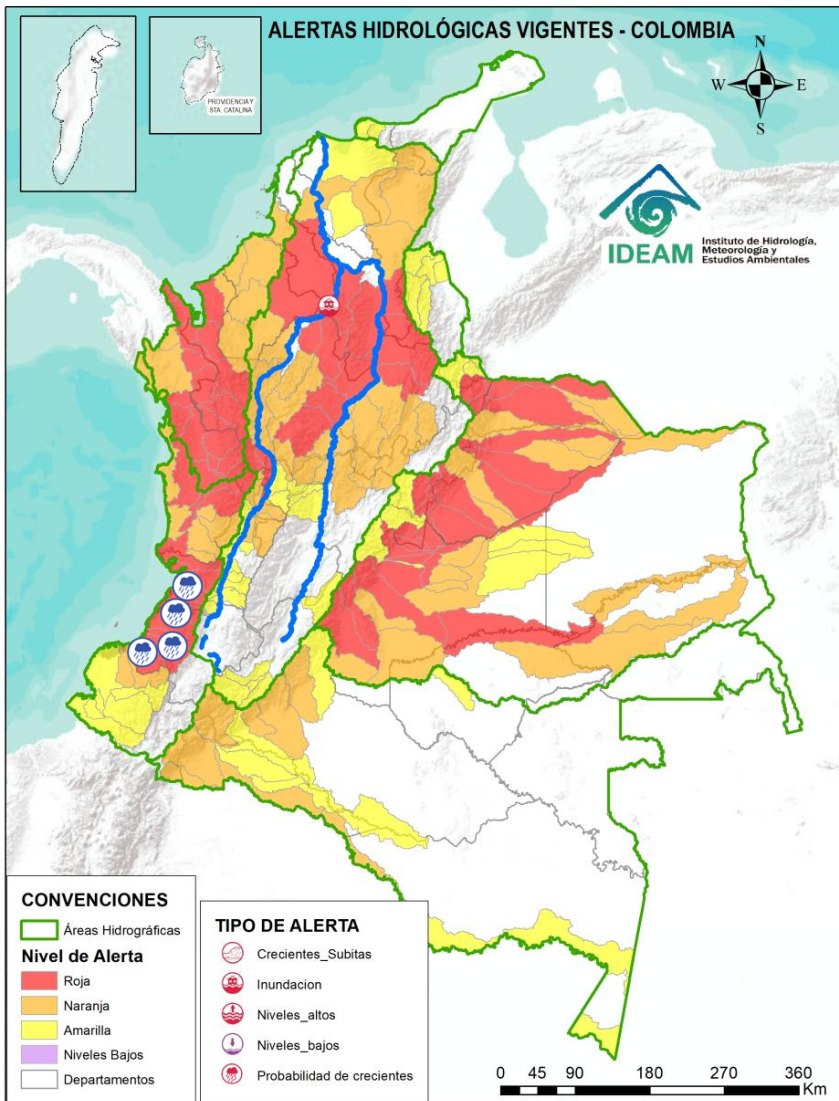 ALERTAS HIDROLÓGICAS VIGENTES - COLOMBIA
PROVIDENCIA Y
STA. CATALINA
N
W
E
S
IDEAM
Instituto de Hidrología,
Meteorología y
Estudios Ambientales
CONVENCIONES
Áreas Hidrográficas
Nivel de Alerta
Roja
Naranja
Amarilla
Niveles Bajos
Departamentos
TIPO DE ALERTA
Crecientes_Subitas
Inundacion
Niveles_altos
Niveles_bajos
Probabilidad de crecientes
0 45 90 180 270 360
Km